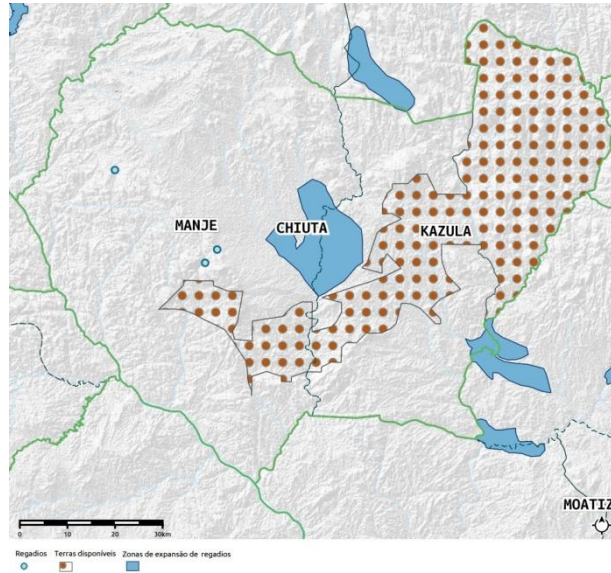 MANJE
CHIUTA
KAZULA
MOATIZ
0 10 20 30km
Regadios Terras disponíveis Zonas de expansão de regadios